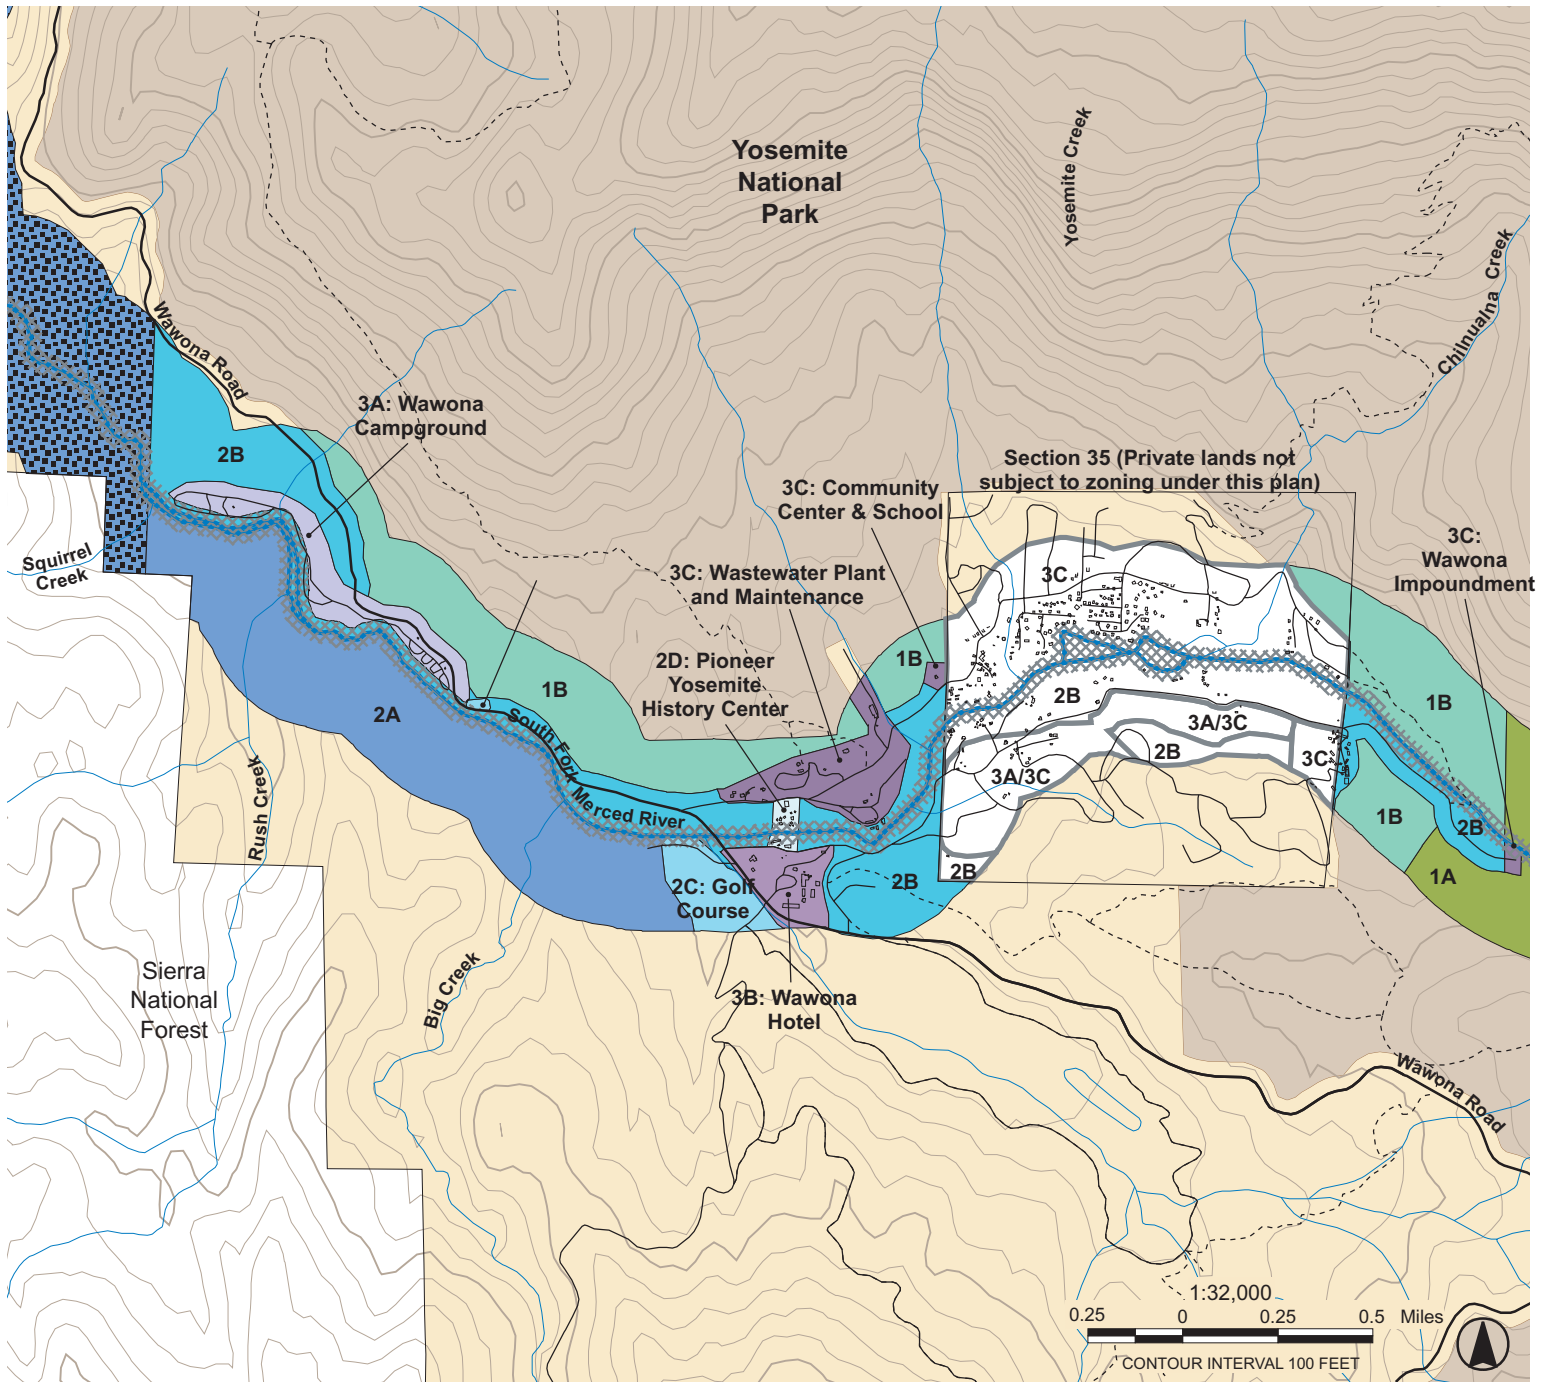 Yosemite
National
Park
Yosemite Creek
Chilnualna Creek
Wawona Road
3A: Wawona
Campground
2B
Section 35 (Private lands not
subject to zoning under this plan)
3C: Community
Center & School
3C:
Wawona
Impoundment
Squirrel
Creek
3C: Wastewater Plant
and Maintenance
3C
2D: Pioneer
Yosemite
History Center
1B
1B
2B
1B
2A
South Fork
Merced River
3A/3C
2B
3C
3A/3C
Rush Creek
1B
2B
2C: Golf
Course
2B
2B
1A
Sierra
National
Forest
Big Creek
3B: Wawona
Hotel
Wawona Road
1:32,000
0.25 0 0.25 0.5 Miles
CONTOUR INTERVAL 100 FEET